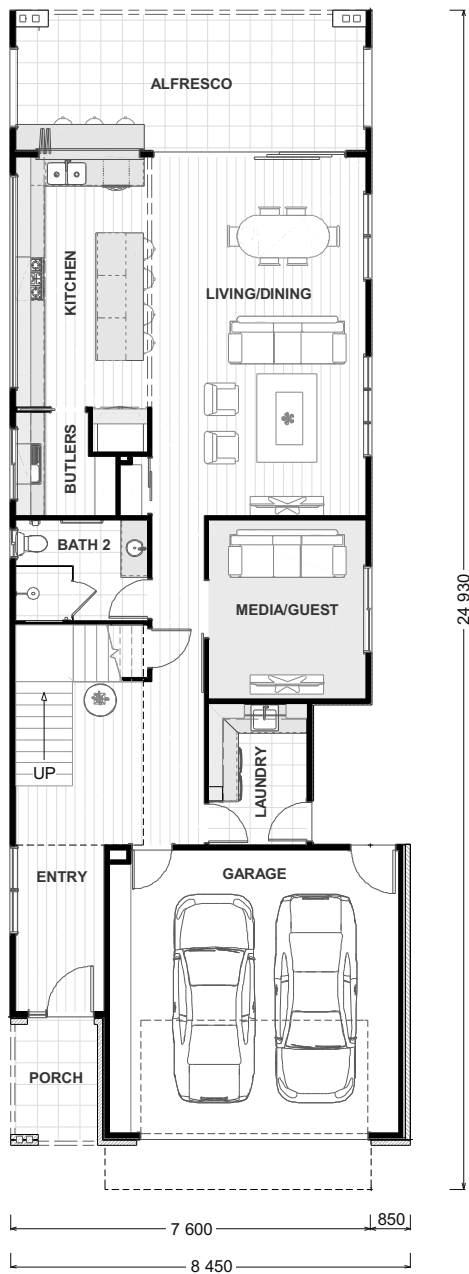 ALFRESCO
KITCHEN
LIVING/DINING
BUTLERS
BATH 2
MEDIA/GUEST
24 930
UP
LAUNDRY
ENTRY
GARAGE
PORCH
7 600
850
8 450